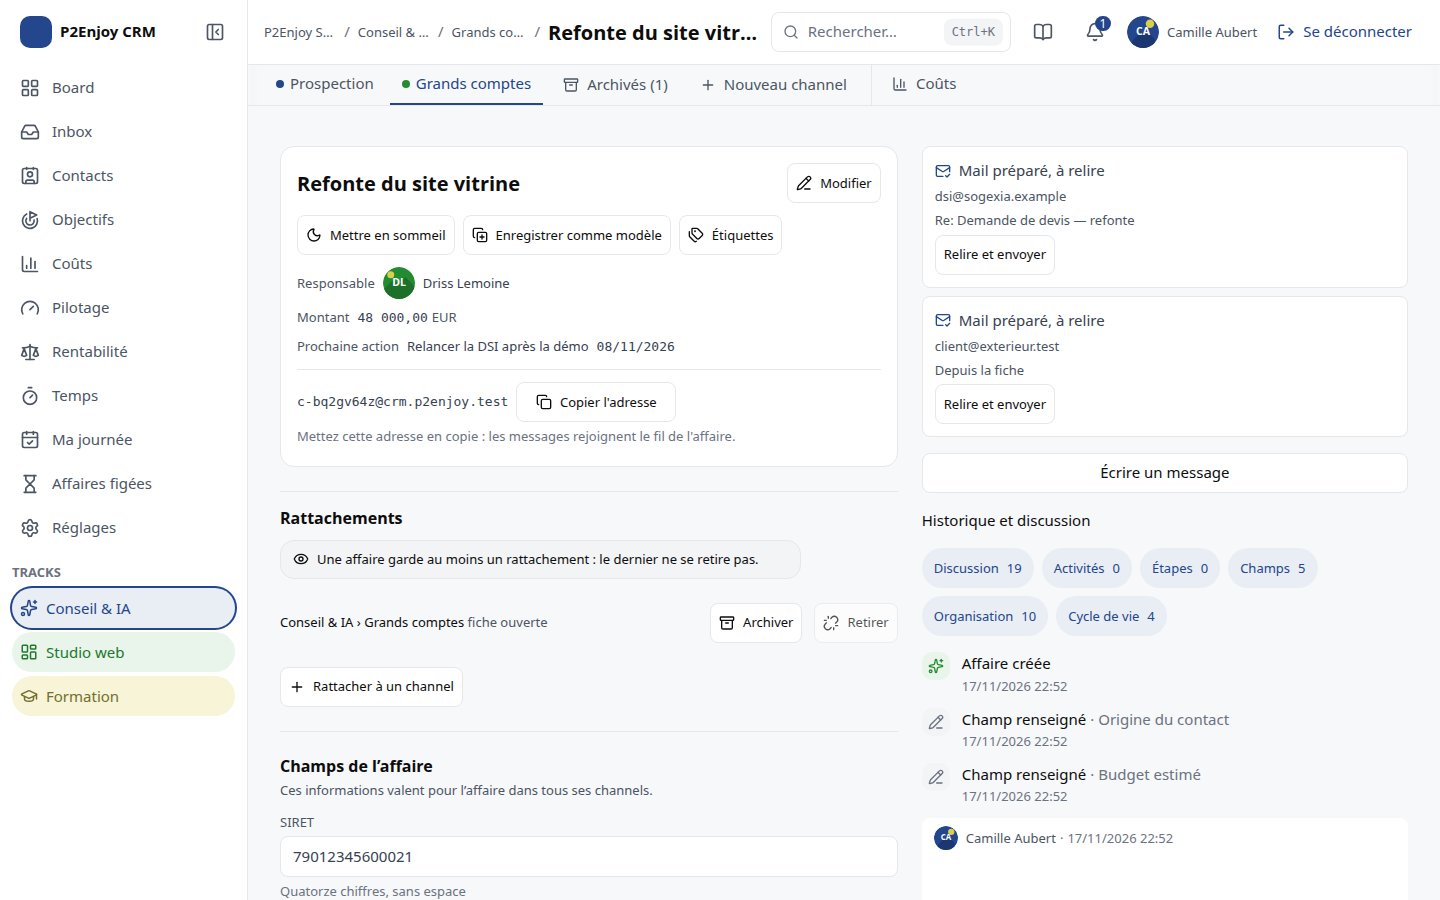 P2Enjoy CRM
Board
Inbox
Contacts
Objectifs
Coûts
Pilotage
Rentabilité
Temps
Ma journée
Affaires figées
Réglages
TRACKS
Conseil & IA
Studio web
Formation
P2Enjoy S... / Conseil & ... / Grands co... / Refonte du site vitr...
Rechercher... Ctrl+K
1
CA Camille Aubert
Se déconnecter
Prospection
Grands comptes
Archivés (1)
Nouveau channel
Coûts
Refonte du site vitrine
Modifier
Mettre en sommeil
Enregistrer comme modèle
Étiquettes
Responsable DL Driss Lemoine
Montant 48 000,00 EUR
Prochaine action Relancer la DSI après la démo 08/11/2026
c-bq2gv64z@crm.p2enjoy.test Copier l'adresse
Mettez cette adresse en copie : les messages rejoignent le fil de l'affaire.
Rattachements
Une affaire garde au moins un rattachement : le dernier ne se retire pas.
Conseil & IA › Grands comptes fiche ouverte
Archiver
Retirer
Rattacher à un channel
Champs de l’affaire
Ces informations valent pour l’affaire dans tous ses channels.
SIRET
79012345600021
Quatorze chiffres, sans espace
Mail préparé, à relire
dsi@sogexia.example
Re: Demande de devis — refonte
Relire et envoyer
Mail préparé, à relire
client@exterieur.test
Depuis la fiche
Relire et envoyer
Écrire un message
Historique et discussion
Discussion 19
Activités 0
Étapes 0
Champs 5
Organisation 10
Cycle de vie 4
Affaire créée
17/11/2026 22:52
Champ renseigné · Origine du contact
17/11/2026 22:52
Champ renseigné · Budget estimé
17/11/2026 22:52
CA Camille Aubert · 17/11/2026 22:52